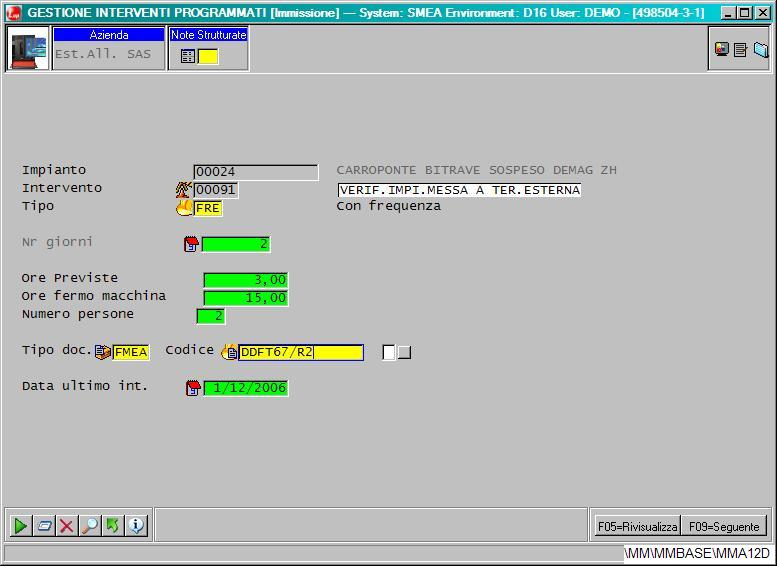 GESTIONE INTERVENTI PROGRAMMATI [Immissione] — System: SMEA Environment: D16 User: DEMO - [498504-3-1]
Azienda
Note Strutturate
Est.All. SAS
Impianto 00024 CARROPONTE BITRAVE SOSPESO DEMAG ZH
Intervento 00091 VERIF.IMPI.MESSA A TER.ESTERNA
Tipo FRE Con frequenza
Nr giorni 2
Ore Previste 3,00
Ore fermo macchina 15,00
Numero persone 2
Tipo doc. FMEA Codice DDFT67/R2
Data ultimo int. 1/12/2006
F05=Rivisualizza F09=Seguente
\MM\MMBASE\MMA12D